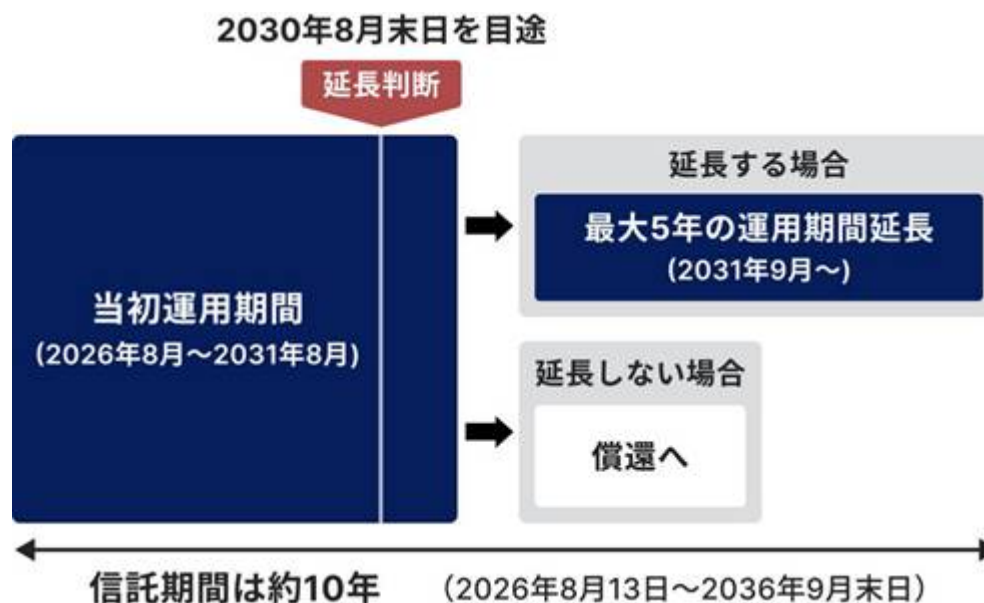 2030年8月末日を目途
延長判断
当初運用期間
(2026年8月〜2031年8月)
延長する場合
最大5年の運用期間延長
(2031年9月〜)
延長しない場合
償還へ
信託期間は約10年 (2026年8月13日〜2036年9月末日)